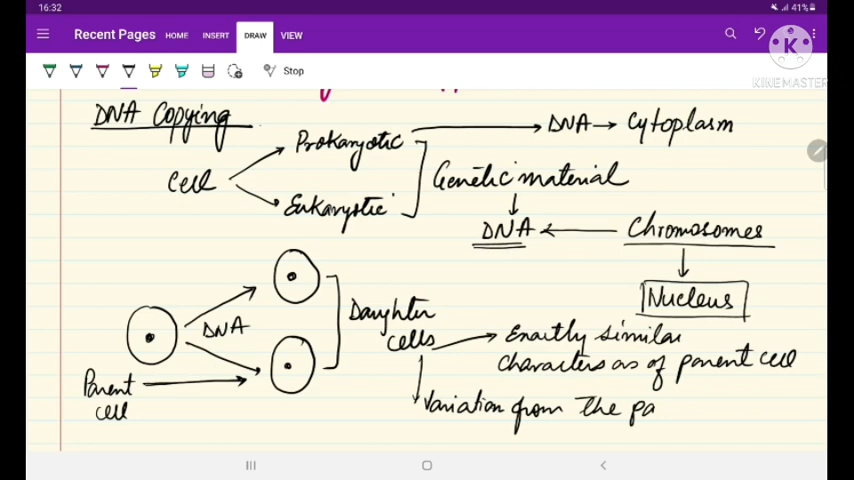 16:32
41%
Recent Pages HOME INSERT DRAW VIEW
K
KINEMASTER
Stop
DNA Copying
Prokaryotic → DNA → Cytoplasm
Cell
Genetic material
Eukaryotic
DNA ← Chromosomes
Nucleus
DNA
Daughter
cells → Exactly similar
characters as of parent cell
Parent
cell
Variation from the pa